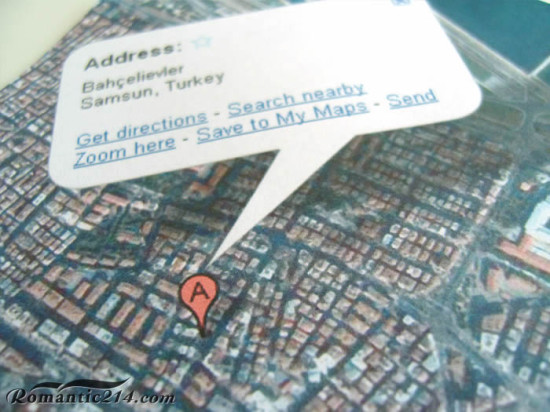 Address:
Bahçelievler
Samsun, Turkey
Get directions - Search nearby
Zoom here - Save to My Maps - Send
A
Romantic214.com